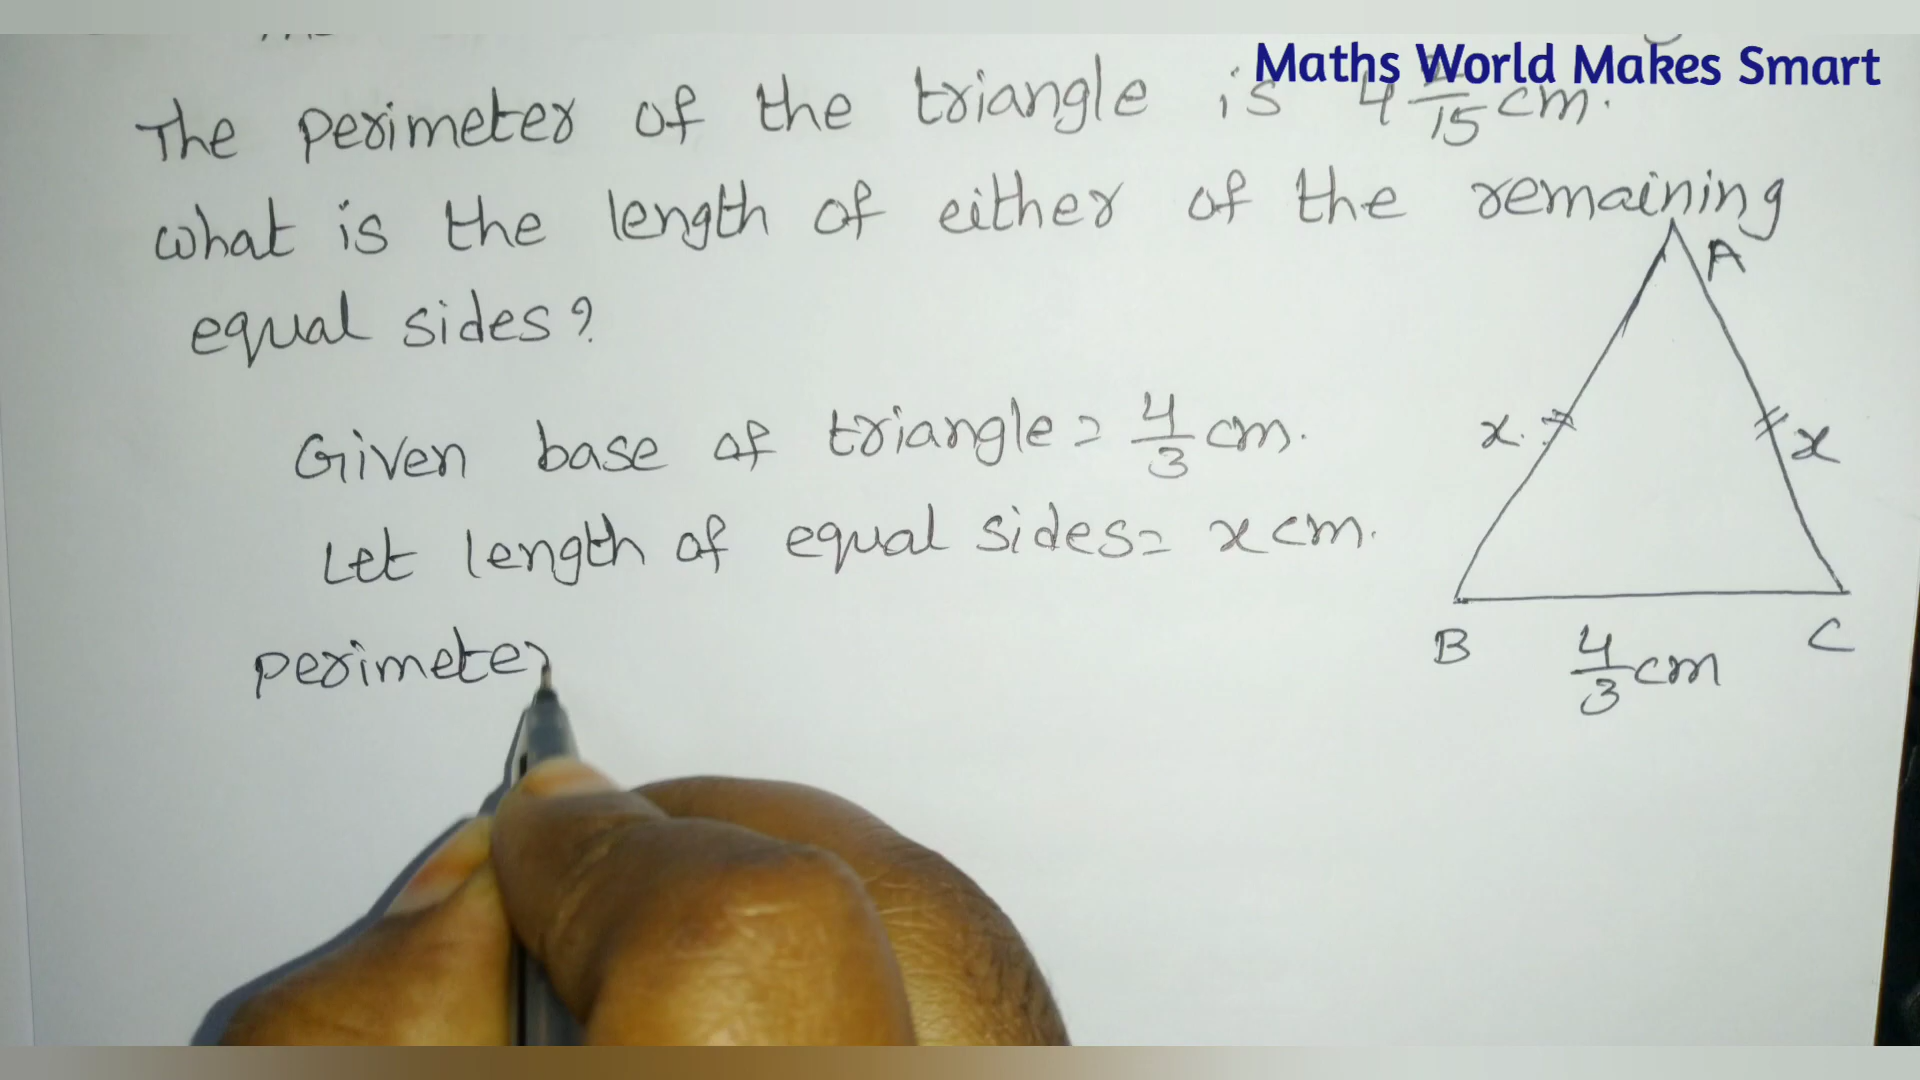 Maths World Makes Smart
The perimeter of the triangle is 4 /15 cm.
what is the length of either of the remaining
equal sides?
A
Given base of triangle = 4/3 cm.
x.
x
Let length of equal sides = x cm.
perimeter
B
4/3 cm
C